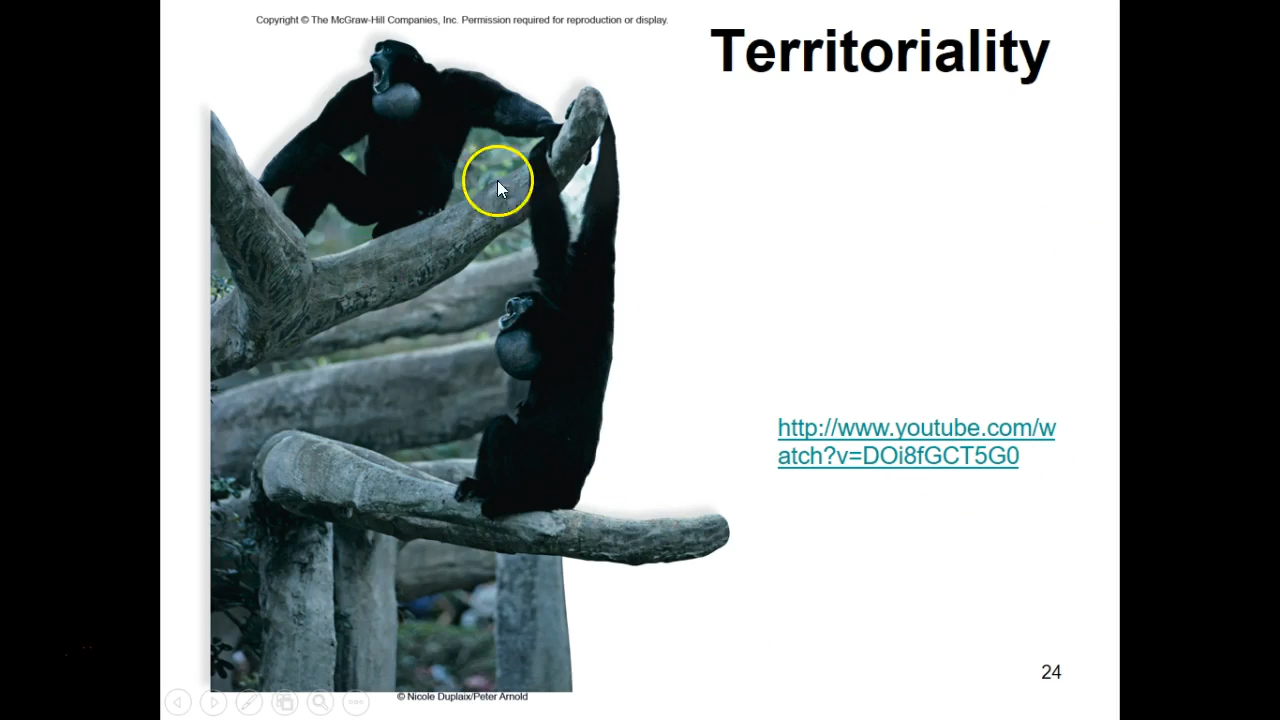 Copyright © The McGraw-Hill Companies, Inc. Permission required for reproduction or display.
Territoriality
http://www.youtube.com/w
atch?v=DOi8fGCT5G0
24
© Nicole Duplaix/Peter Arnold